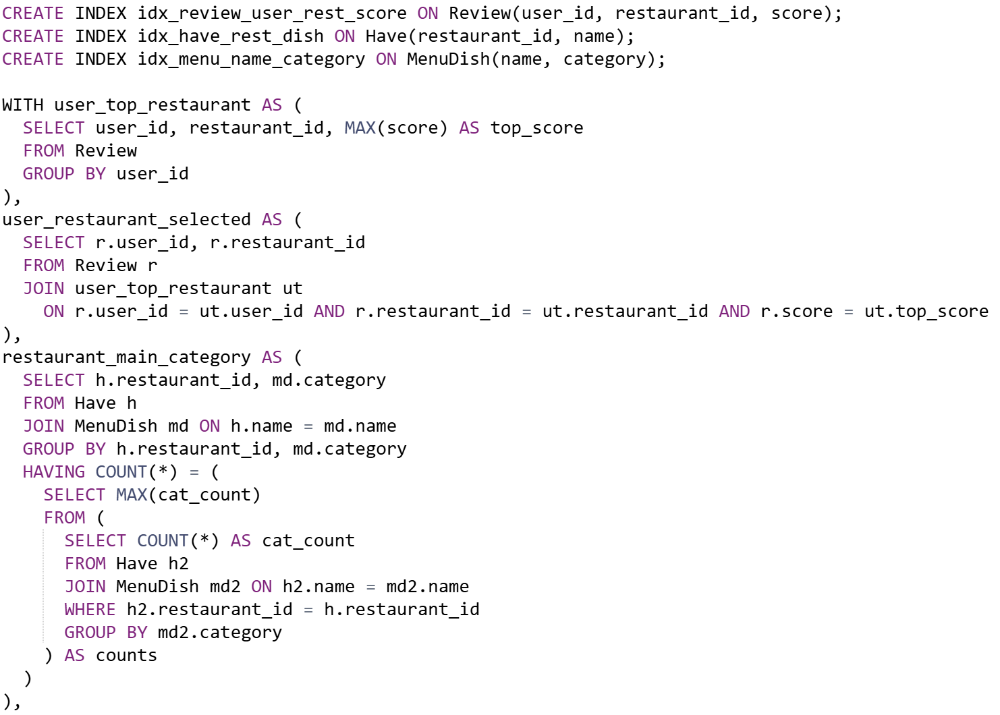 CREATE INDEX idx_review_user_rest_score ON Review(user_id, restaurant_id, score);
CREATE INDEX idx_have_rest_dish ON Have(restaurant_id, name);
CREATE INDEX idx_menu_name_category ON MenuDish(name, category);

WITH user_top_restaurant AS (
  SELECT user_id, restaurant_id, MAX(score) AS top_score
  FROM Review
  GROUP BY user_id
),
user_restaurant_selected AS (
  SELECT r.user_id, r.restaurant_id
  FROM Review r
  JOIN user_top_restaurant ut
    ON r.user_id = ut.user_id AND r.restaurant_id = ut.restaurant_id AND r.score = ut.top_score
),
restaurant_main_category AS (
  SELECT h.restaurant_id, md.category
  FROM Have h
  JOIN MenuDish md ON h.name = md.name
  GROUP BY h.restaurant_id, md.category
  HAVING COUNT(*) = (
    SELECT MAX(cat_count)
    FROM (
      SELECT COUNT(*) AS cat_count
      FROM Have h2
      JOIN MenuDish md2 ON h2.name = md2.name
      WHERE h2.restaurant_id = h.restaurant_id
      GROUP BY md2.category
    ) AS counts
  )
),